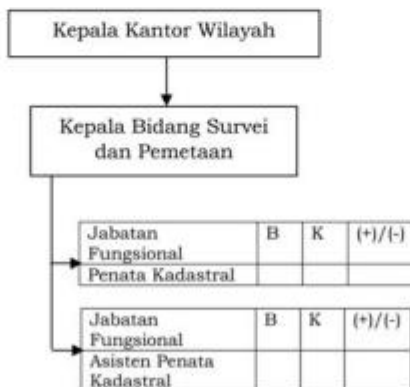 Kepala Kantor Wilayah
Kepala Bidang Survei
dan Pemetaan
Jabatan Fungsional B K (+)/(-)
Penata Kadastral
Jabatan Fungsional B K (+)/(-)
Asisten Penata Kadastral